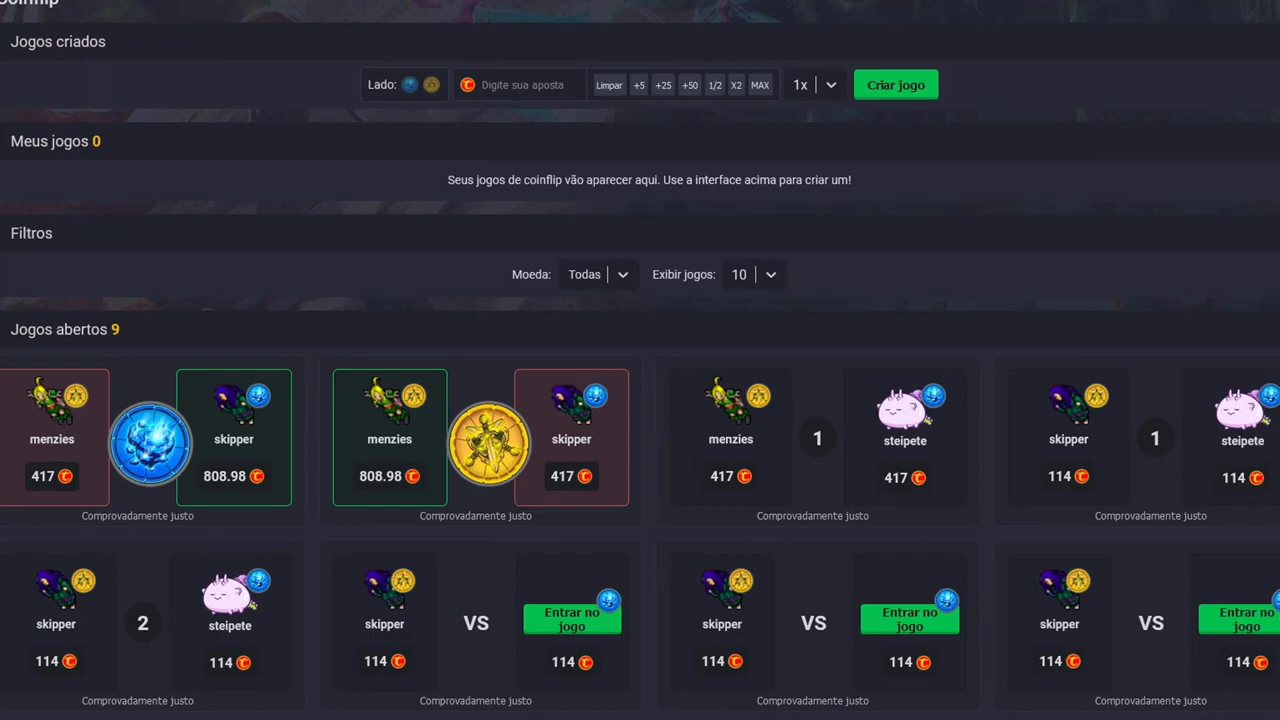 Coinflip
Jogos criados
Lado: Digite sua aposta Limpar +5 +25 +50 1/2 X2 MAX 1x Criar jogo
Meus jogos 0
Seus jogos de coinflip vão aparecer aqui. Use a interface acima para criar um!
Filtros
Moeda: Todas Exibir jogos: 10
Jogos abertos 9
menzies skipper
417 808.98
Comprovadamente justo
menzies skipper
808.98 417
Comprovadamente justo
menzies 1 steipete
417 417
Comprovadamente justo
skipper 1 steipete
114 114
Comprovadamente justo
skipper 2 steipete
114 114
Comprovadamente justo
skipper VS Entrar no
jogo
114 114
Comprovadamente justo
skipper VS Entrar no
jogo
114 114
Comprovadamente justo
skipper VS Entrar no
jogo
114 114
Comprovadamente justo